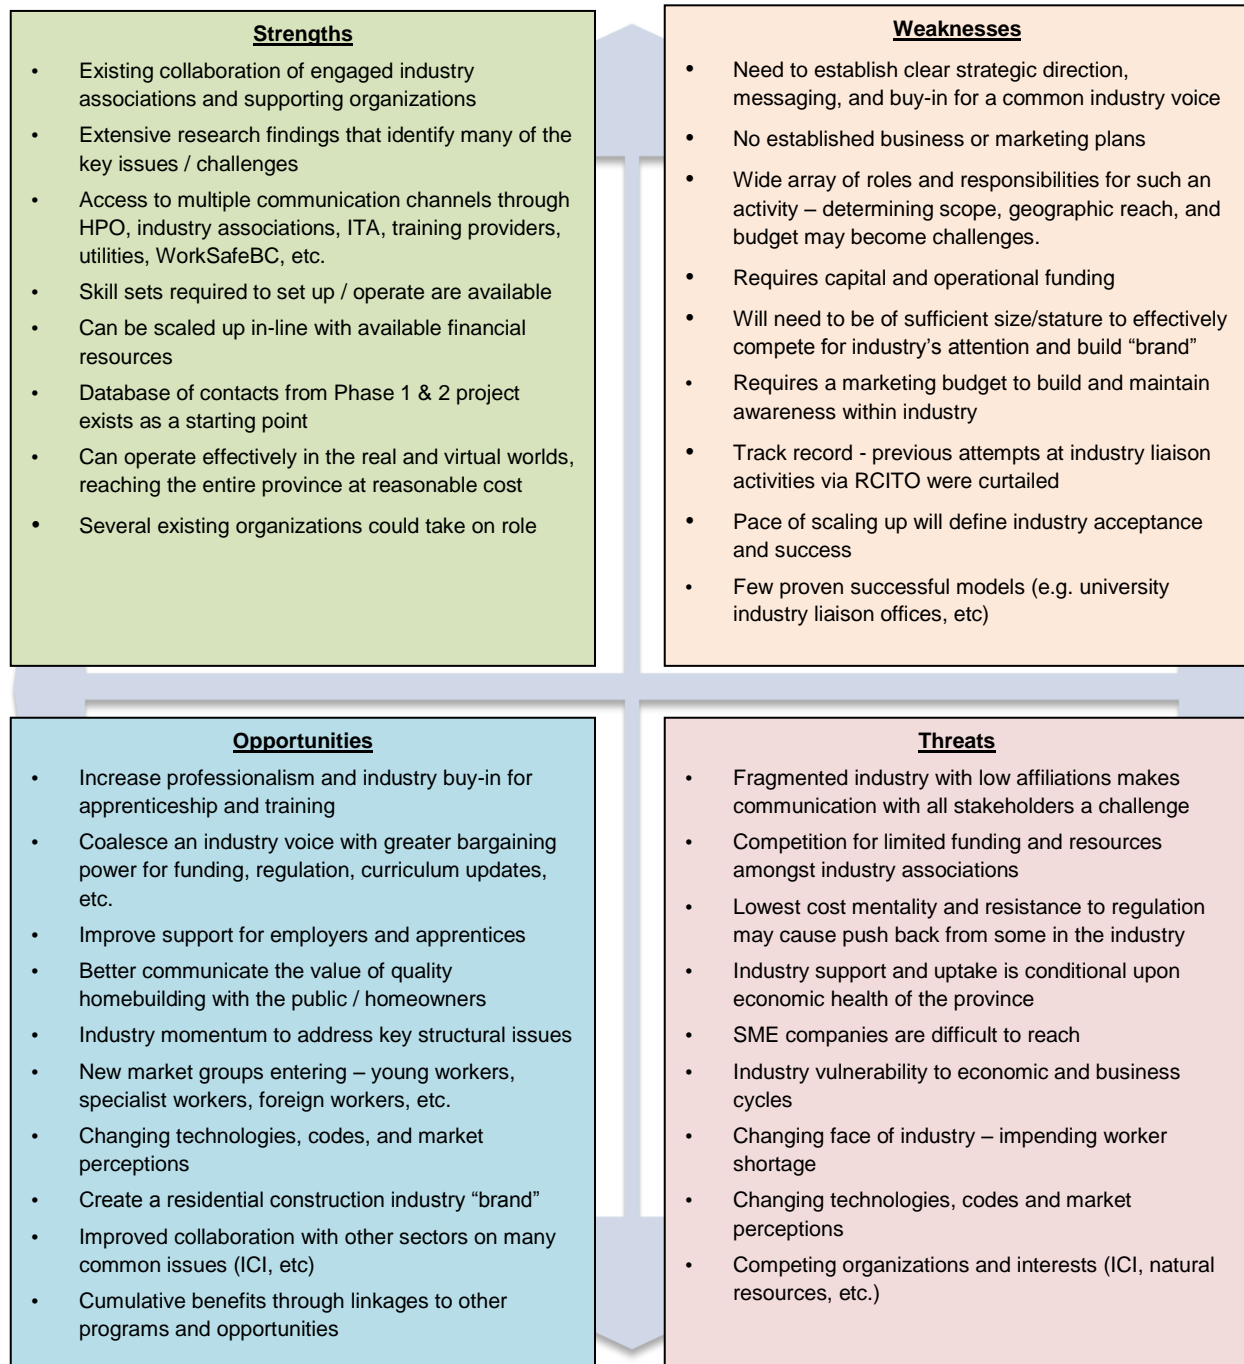 Strengths
• Existing collaboration of engaged industry
associations and supporting organizations
• Extensive research findings that identify many of the
key issues / challenges
• Access to multiple communication channels through
HPO, industry associations, ITA, training providers,
utilities, WorkSafeBC, etc.
• Skill sets required to set up / operate are available
• Can be scaled up in-line with available financial
resources
• Database of contacts from Phase 1 & 2 project
exists as a starting point
• Can operate effectively in the real and virtual worlds,
reaching the entire province at reasonable cost
• Several existing organizations could take on role
Weaknesses
• Need to establish clear strategic direction,
messaging, and buy-in for a common industry voice
• No established business or marketing plans
• Wide array of roles and responsibilities for such an
activity – determining scope, geographic reach, and
budget may become challenges.
• Requires capital and operational funding
• Will need to be of sufficient size/stature to effectively
compete for industry’s attention and build “brand”
• Requires a marketing budget to build and maintain
awareness within industry
• Track record - previous attempts at industry liaison
activities via RCITO were curtailed
• Pace of scaling up will define industry acceptance
and success
• Few proven successful models (e.g. university
industry liaison offices, etc)
Opportunities
• Increase professionalism and industry buy-in for
apprenticeship and training
• Coalesce an industry voice with greater bargaining
power for funding, regulation, curriculum updates,
etc.
• Improve support for employers and apprentices
• Better communicate the value of quality
homebuilding with the public / homeowners
• Industry momentum to address key structural issues
• New market groups entering – young workers,
specialist workers, foreign workers, etc.
• Changing technologies, codes, and market
perceptions
• Create a residential construction industry “brand”
• Improved collaboration with other sectors on many
common issues (ICI, etc)
• Cumulative benefits through linkages to other
programs and opportunities
Threats
• Fragmented industry with low affiliations makes
communication with all stakeholders a challenge
• Competition for limited funding and resources
amongst industry associations
• Lowest cost mentality and resistance to regulation
may cause push back from some in the industry
• Industry support and uptake is conditional upon
economic health of the province
• SME companies are difficult to reach
• Industry vulnerability to economic and business
cycles
• Changing face of industry – impending worker
shortage
• Changing technologies, codes and market
perceptions
• Competing organizations and interests (ICI, natural
resources, etc.)